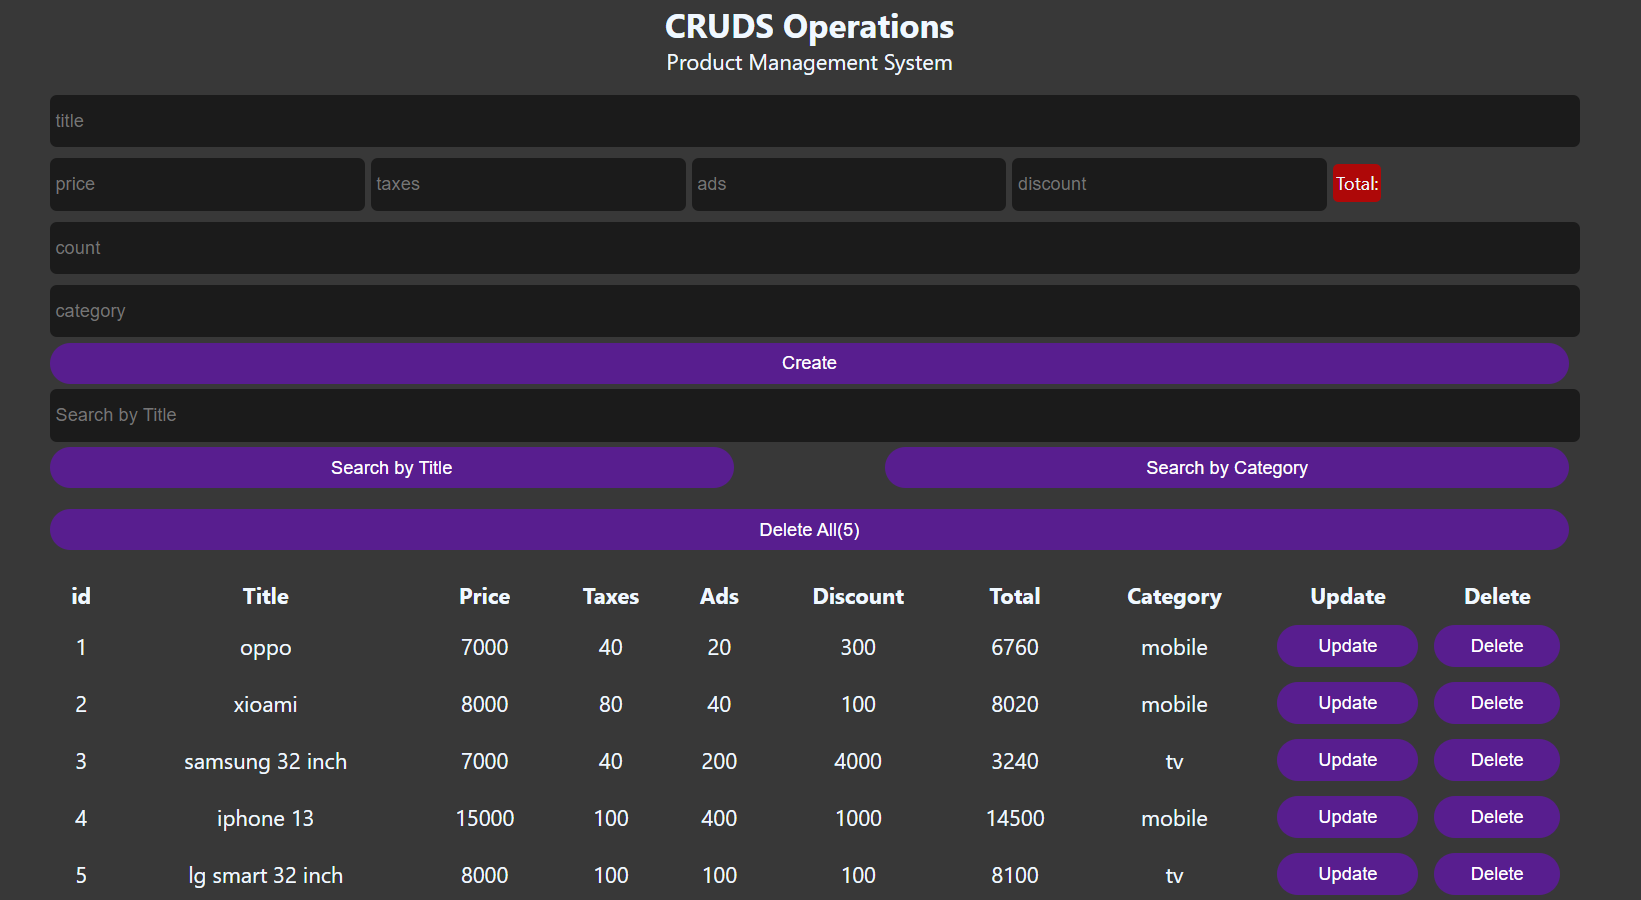 CRUDS Operations
Product Management System
title
price taxes ads discount Total:
count
category
Create
Search by Title
Search by Title Search by Category
Delete All(5)
id Title Price Taxes Ads Discount Total Category Update Delete
1 oppo 7000 40 20 300 6760 mobile Update Delete
2 xioami 8000 80 40 100 8020 mobile Update Delete
3 samsung 32 inch 7000 40 200 4000 3240 tv Update Delete
4 iphone 13 15000 100 400 1000 14500 mobile Update Delete
5 lg smart 32 inch 8000 100 100 100 8100 tv Update Delete